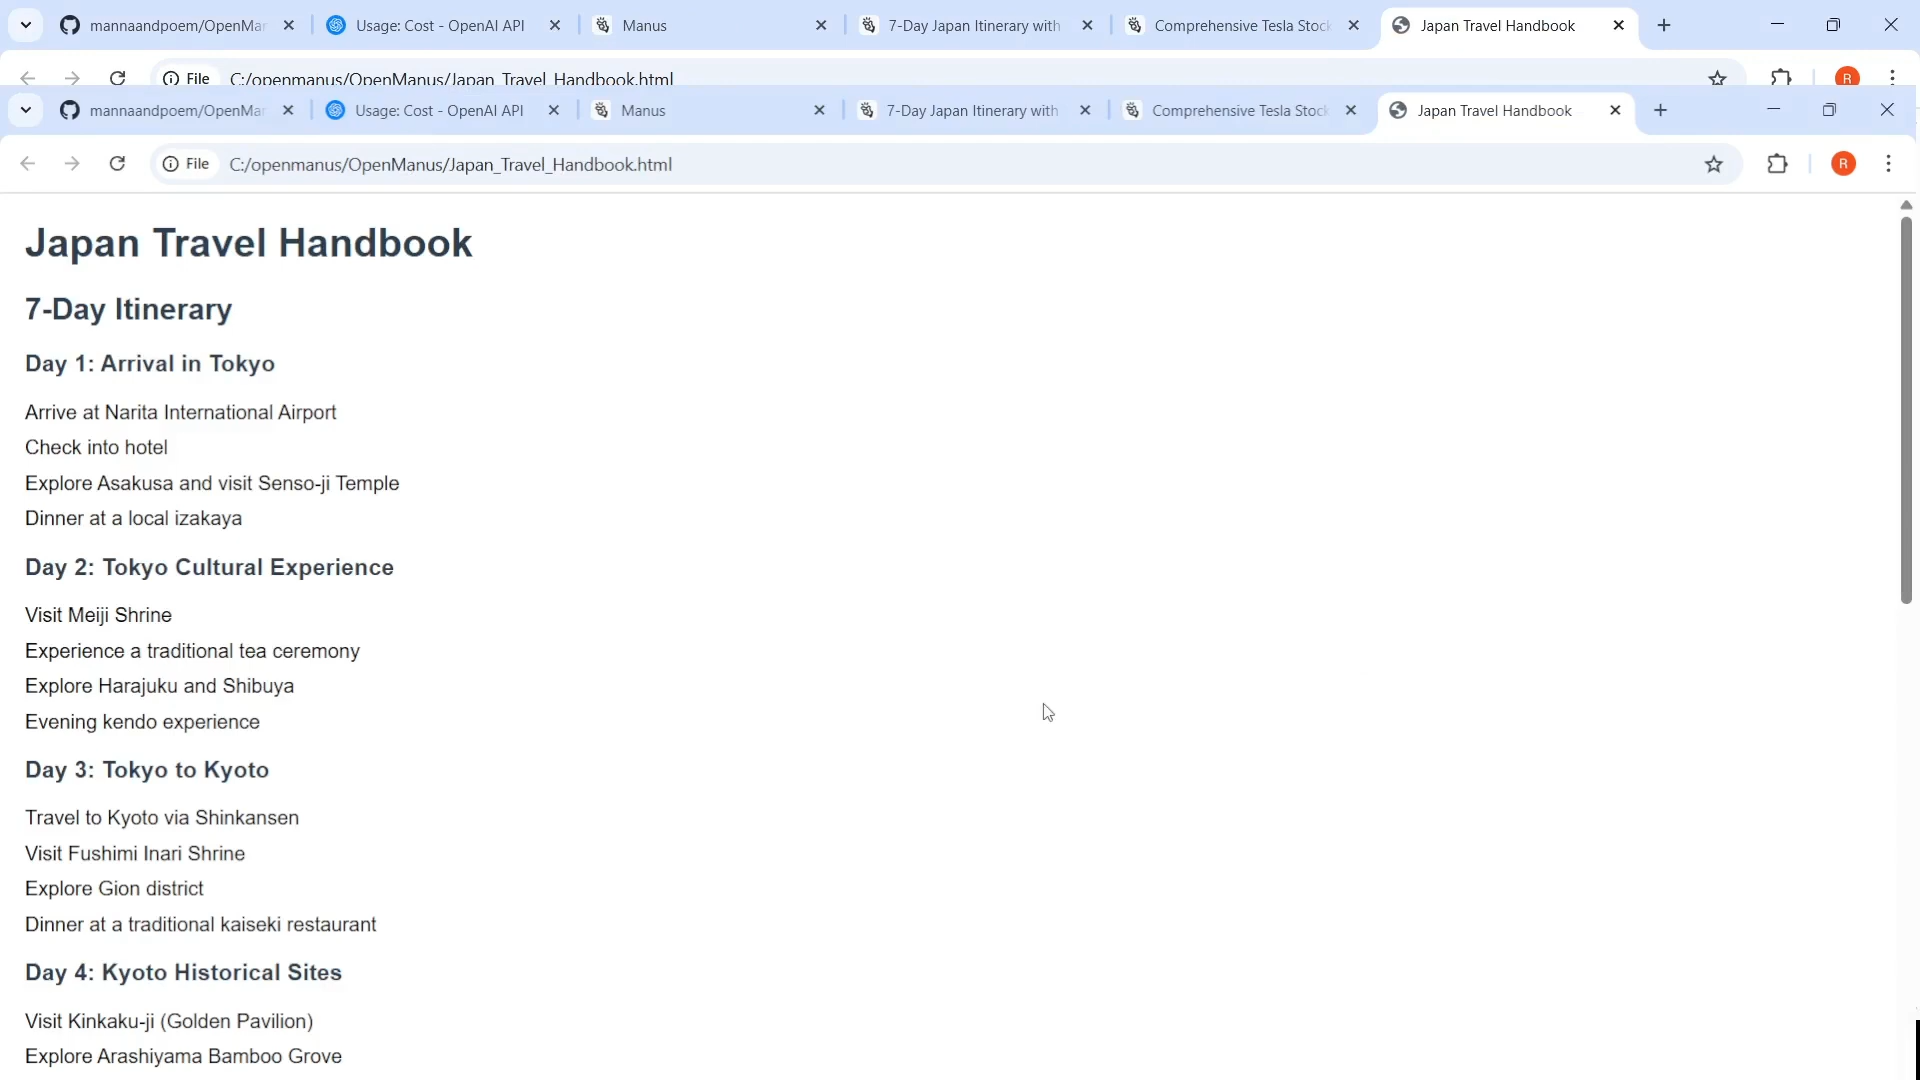 mannaandpoem/OpenMan
Usage: Cost - OpenAI API
Manus
7-Day Japan Itinerary with
Comprehensive Tesla Stock
Japan Travel Handbook
File C:/openmanus/OpenManus/Japan_Travel_Handbook.html
R
mannaandpoem/OpenMan
Usage: Cost - OpenAI API
Manus
7-Day Japan Itinerary with
Comprehensive Tesla Stock
Japan Travel Handbook
File C:/openmanus/OpenManus/Japan_Travel_Handbook.html
R
Japan Travel Handbook
7-Day Itinerary
Day 1: Arrival in Tokyo
Arrive at Narita International Airport
Check into hotel
Explore Asakusa and visit Senso-ji Temple
Dinner at a local izakaya
Day 2: Tokyo Cultural Experience
Visit Meiji Shrine
Experience a traditional tea ceremony
Explore Harajuku and Shibuya
Evening kendo experience
Day 3: Tokyo to Kyoto
Travel to Kyoto via Shinkansen
Visit Fushimi Inari Shrine
Explore Gion district
Dinner at a traditional kaiseki restaurant
Day 4: Kyoto Historical Sites
Visit Kinkaku-ji (Golden Pavilion)
Explore Arashiyama Bamboo Grove